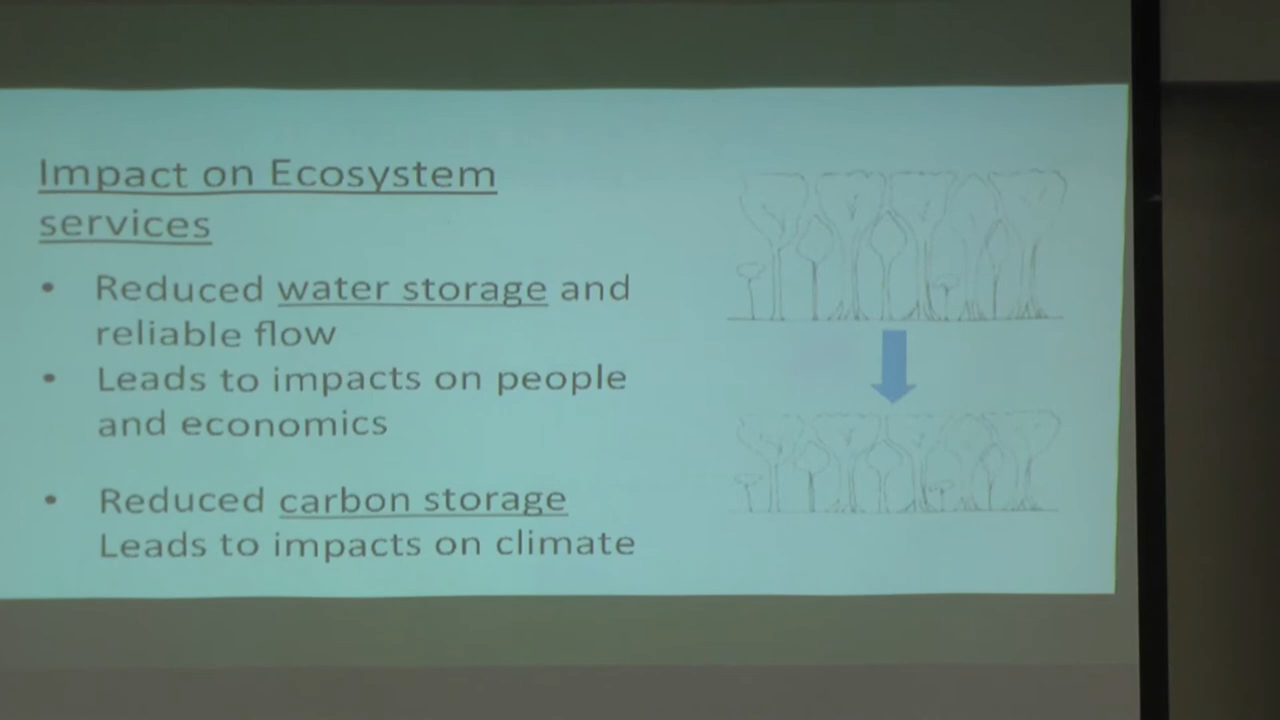 Impact on Ecosystem
services
• Reduced water storage and
reliable flow
• Leads to impacts on people
and economics
• Reduced carbon storage
Leads to impacts on climate